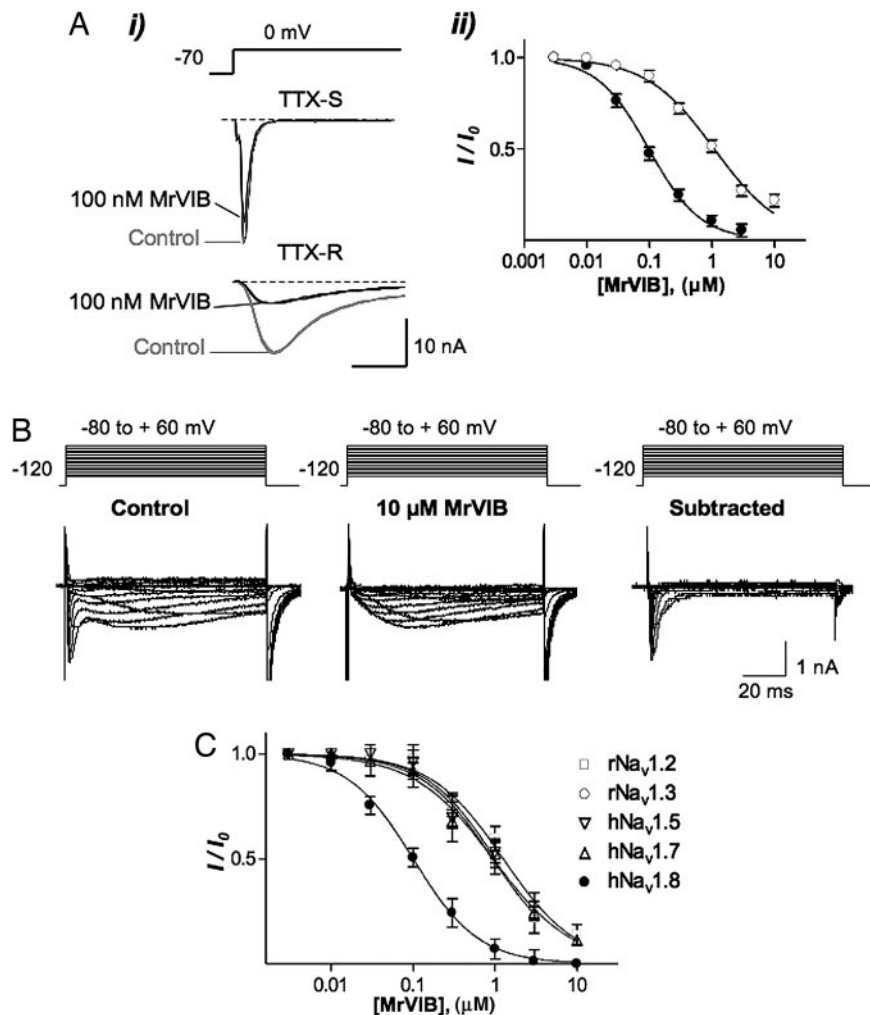 A i) ii)
-70 0 mV
TTX-S
100 nM MrVIB
Control
TTX-R
100 nM MrVIB
Control
10 nA
1.0
0.5
I / I0
0.001 0.01 0.1 1 10
[MrVIB], (µM)
B
-80 to + 60 mV -80 to + 60 mV -80 to + 60 mV
-120 -120 -120
Control 10 µM MrVIB Subtracted
1 nA
20 ms
C
1.0
0.5
I / I0
0.01 0.1 1 10
[MrVIB], (µM)
rNav1.2
rNav1.3
hNav1.5
hNav1.7
hNav1.8